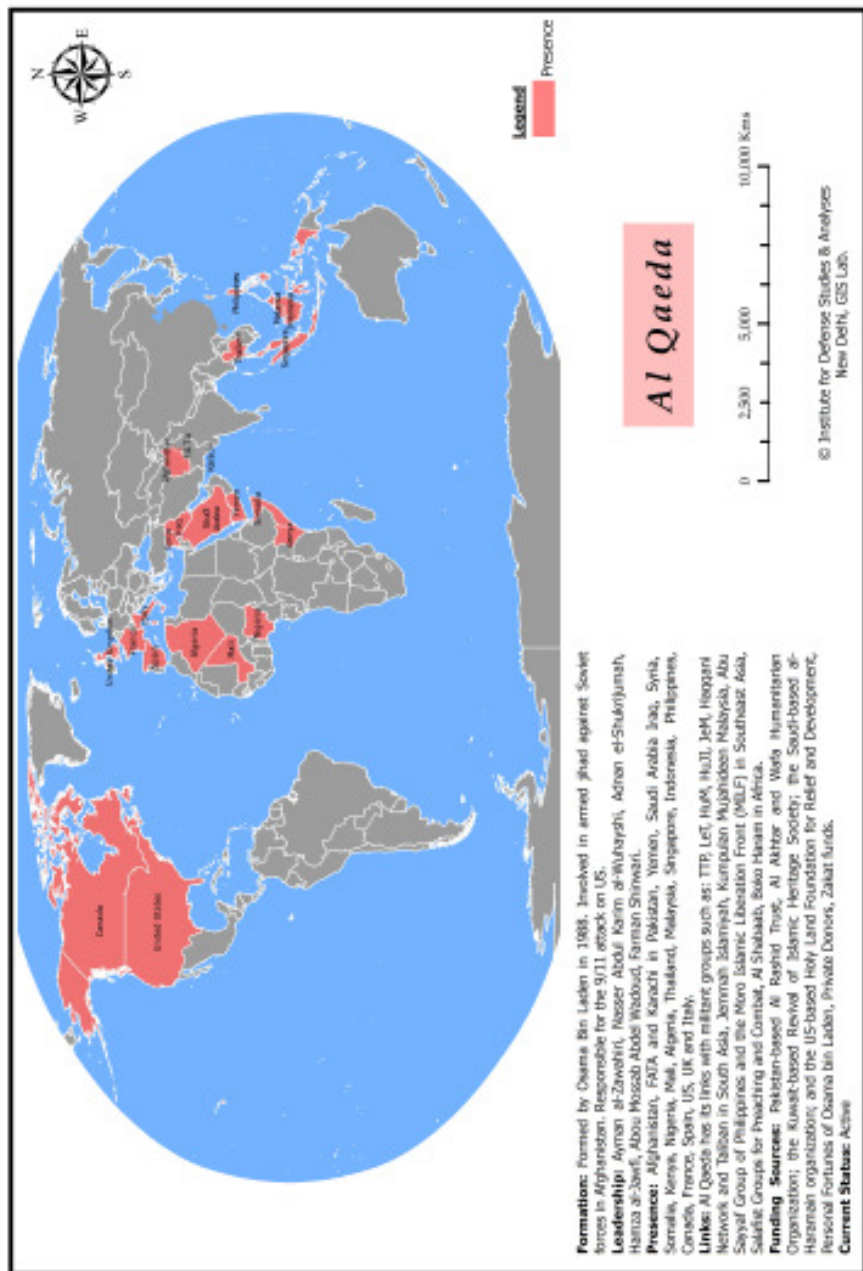 N
W
E
S
Canada
United States
United Kingdom
France
Spain
Italy
Algeria
Mali
Nigeria
Syria
Iraq
Saudi
Arabia
Yemen
Somalia
Kenya
Afghanistan
FATA
Thailand
Philippines
Malaysia
Legend
Presence
Al Qaeda
0 2,500 5,000 10,000 Kms
© Institute for Defense Studies & Analyses
New Delhi, GIS Lab.
Formation: Formed by Osama Bin Laden in 1988. Involved in armed jihad against Soviet
forces in Afghanistan. Responsible for the 9/11 attack on US.
Leadership: Ayman al-Zawahiri, Nasser Abdul Karim al-Wuhayshi, Adnan el-Shukrijumah,
Hamza al-Jawfi, Abou Mossab Abdel Wadoud, Farman Shinwari.
Presence: Afghanistan, FATA and Karachi in Pakistan, Yemen, Saudi Arabia Iraq, Syria,
Somalia, Kenya, Nigeria, Mali, Algeria, Thailand, Malaysia, Singapore, Indonesia, Philippines,
Canada, France, Spain, US, UK and Italy.
Links: Al Qaeda has its links with militant groups such as: TTP, LeT, HuM, HuJI, JeM, Haqqani
Network and Taliban in South Asia, Jemmah Islamiyah, Kumpulan Mujahideen Malaysia, Abu
Sayyaf Group of Philippines and the Moro Islamic Liberation Front (MILF) in Southeast Asia,
Salafist Groups for Preaching and Combat, Al Shabaab, Boko Haram in Africa.
Funding Sources: Pakistan-based Al Rashid Trust, Al Akhtar and Wafa Humanitarian
Organization; the Kuwait-based Revival of Islamic Heritage Society; the Saudi-based al-
Haramain organization; and the US-based Holy Land Foundation for Relief and Development,
Personal Fortunes of Osama bin Laden, Private Donors, Zakat funds.
Current Status: Active